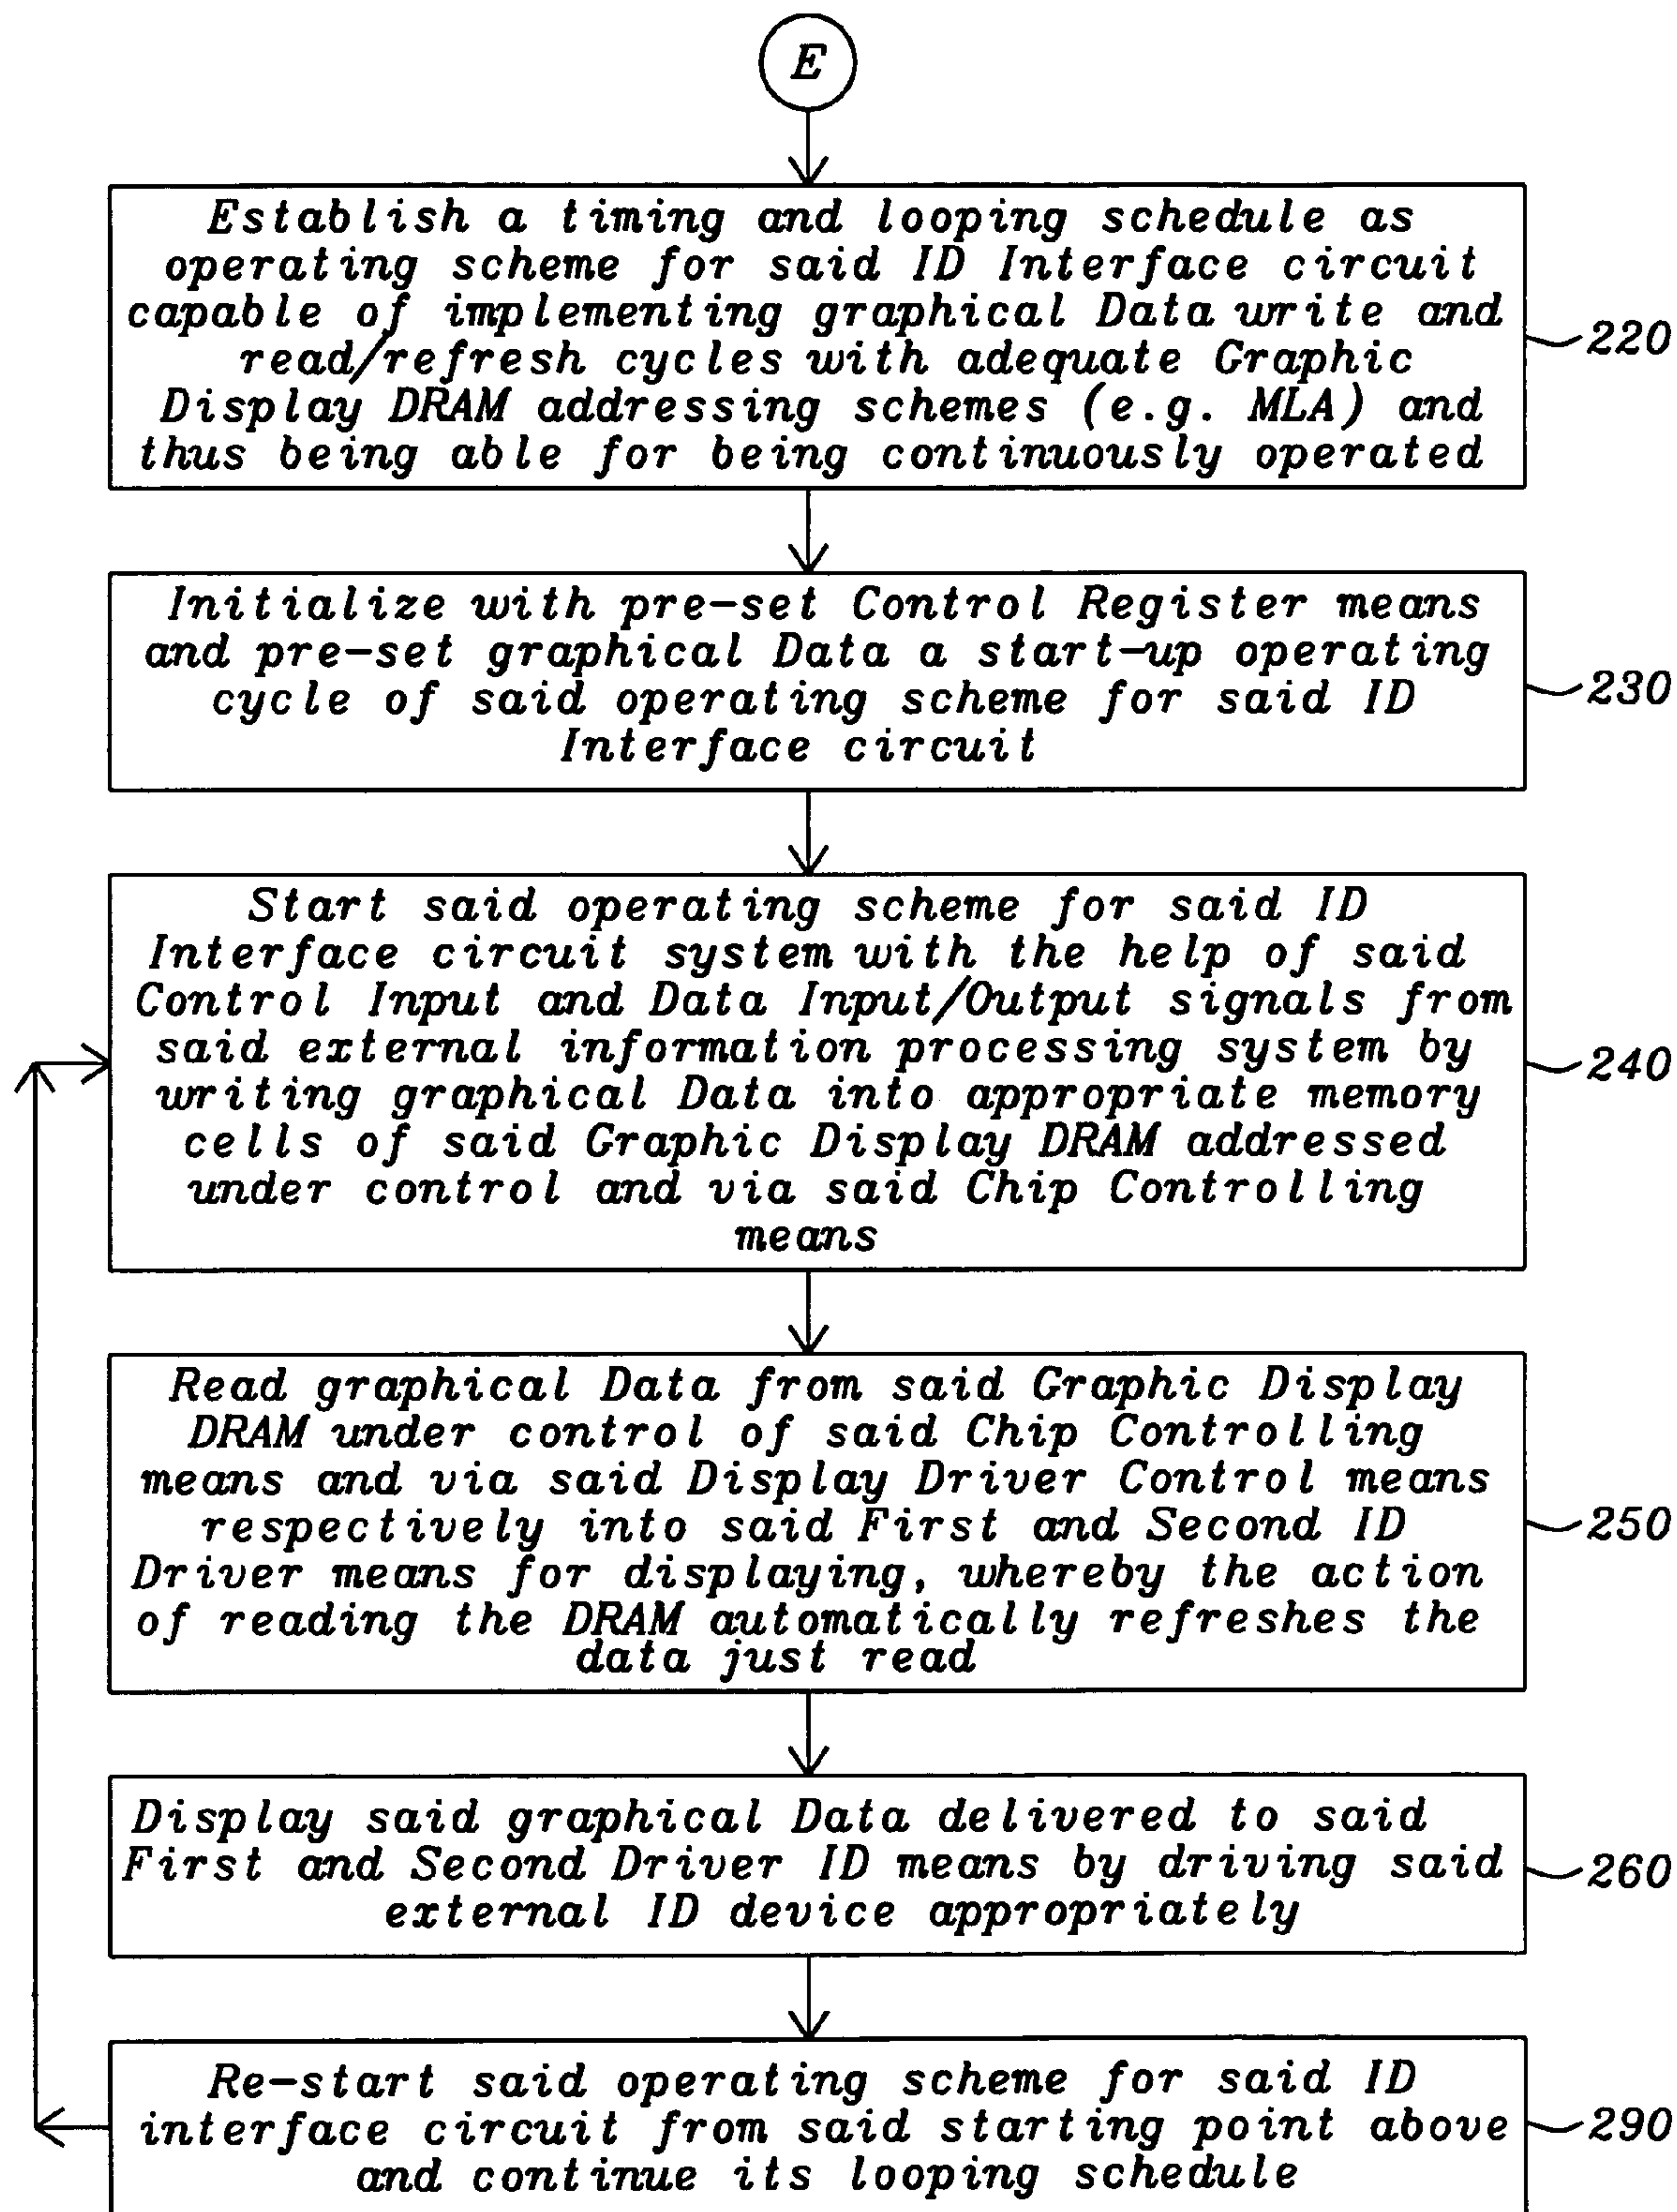 E
Establish a timing and looping schedule as
operating scheme for said ID Interface circuit
capable of implementing graphical Data write and
read/refresh cycles with adequate Graphic
Display DRAM addressing schemes (e.g. MLA) and
thus being able for being continuously operated
220
Initialize with pre-set Control Register means
and pre-set graphical Data a start-up operating
cycle of said operating scheme for said ID
Interface circuit
230
Start said operating scheme for said ID
Interface circuit system with the help of said
Control Input and Data Input/Output signals from
said external information processing system by
writing graphical Data into appropriate memory
cells of said Graphic Display DRAM addressed
under control and via said Chip Controlling
means
240
Read graphical Data from said Graphic Display
DRAM under control of said Chip Controlling
means and via said Display Driver Control means
respectively into said First and Second ID
Driver means for displaying, whereby the action
of reading the DRAM automatically refreshes the
data just read
250
Display said graphical Data delivered to said
First and Second Driver ID means by driving said
external ID device appropriately
260
Re-start said operating scheme for said ID
interface circuit from said starting point above
and continue its looping schedule
290